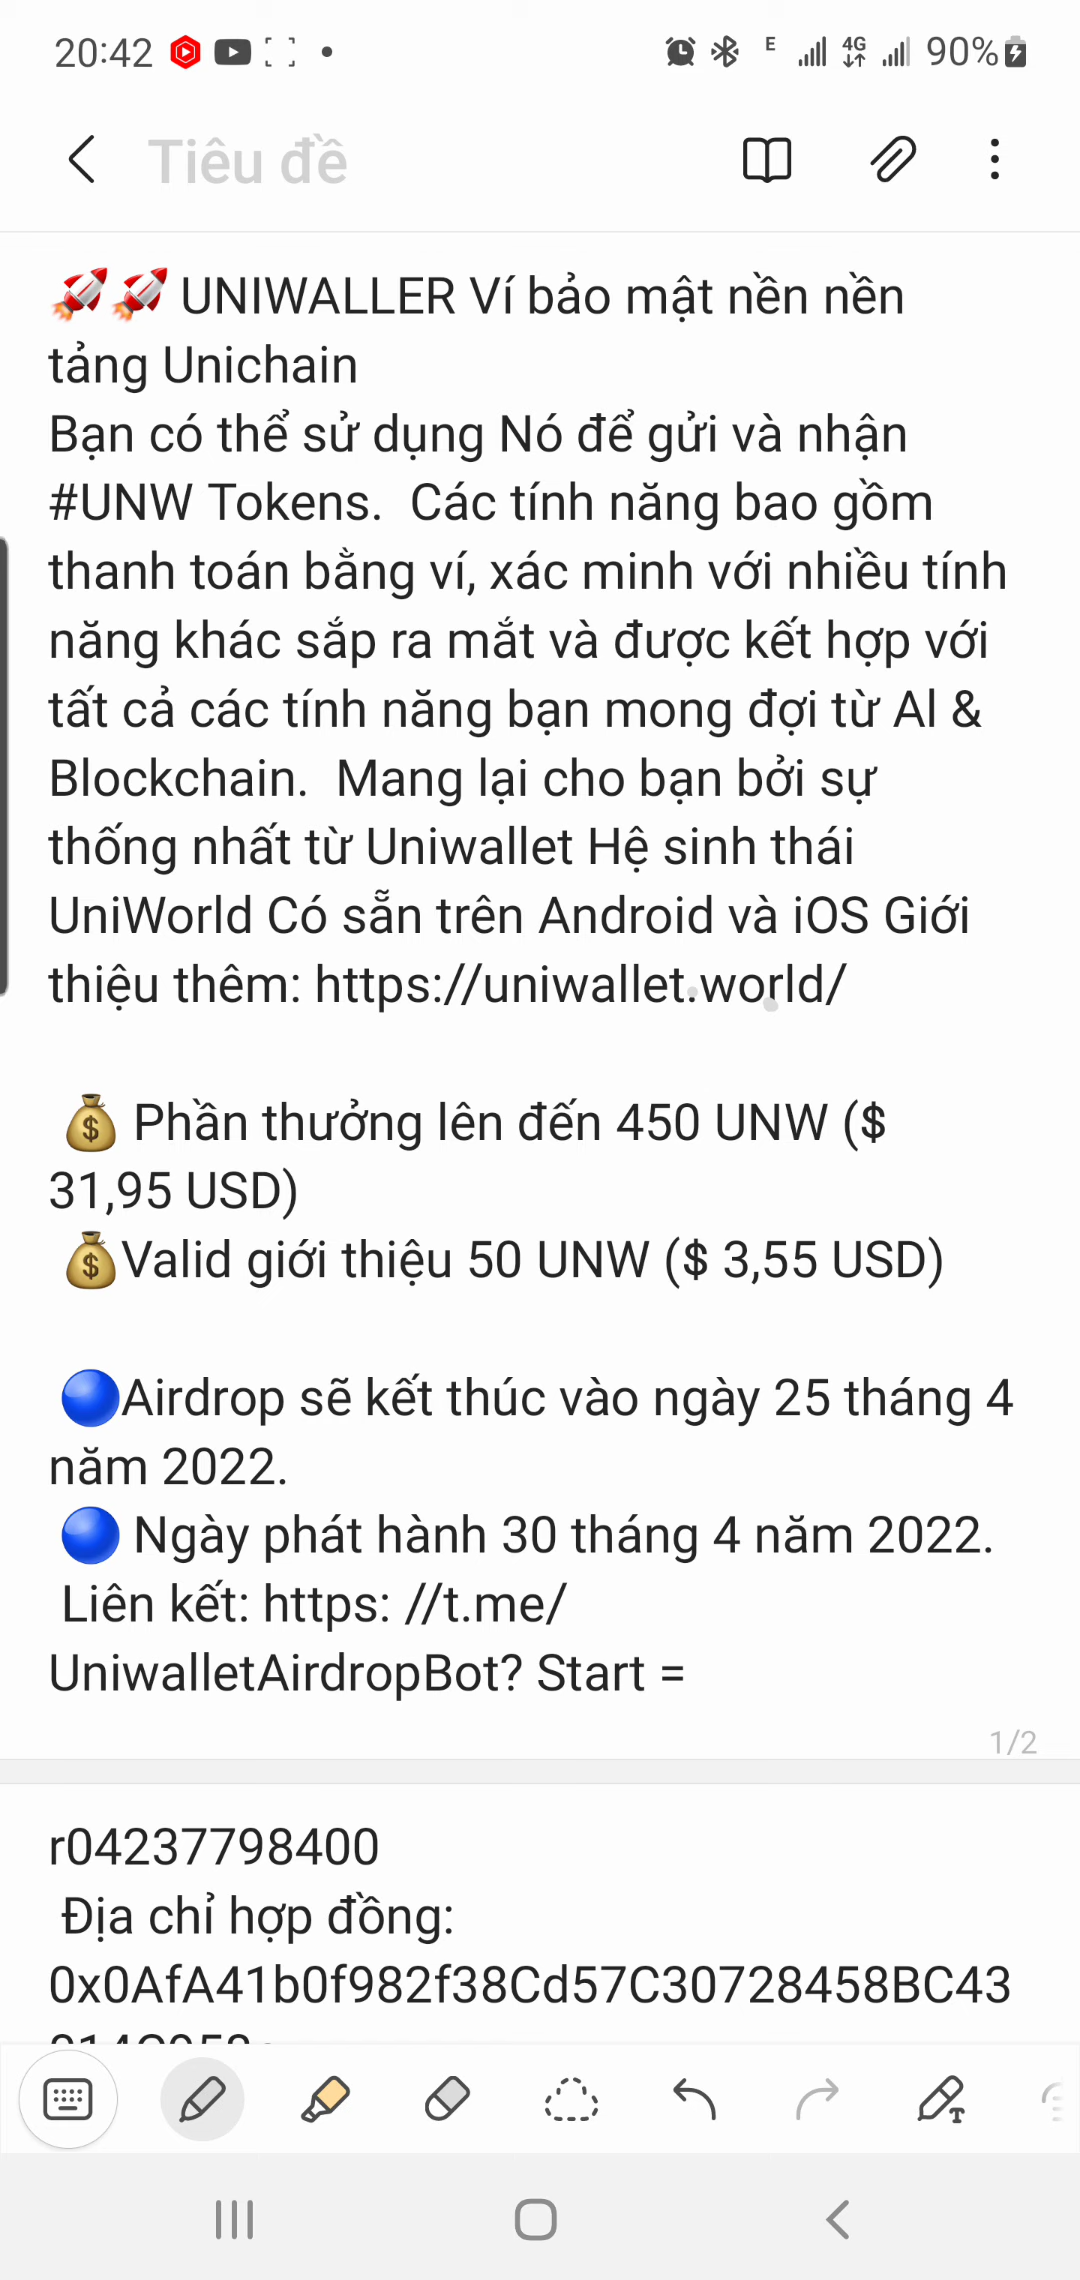 20:42
E 4G 90%
Tiêu đề
🚀🚀 UNIWALLER Ví bảo mật nền nền
tảng Unichain
Bạn có thể sử dụng Nó để gửi và nhận
#UNW Tokens.  Các tính năng bao gồm
thanh toán bằng ví, xác minh với nhiều tính
năng khác sắp ra mắt và được kết hợp với
tất cả các tính năng bạn mong đợi từ Al &
Blockchain.  Mang lại cho bạn bởi sự
thống nhất từ Uniwallet Hệ sinh thái
UniWorld Có sẵn trên Android và iOS Giới
thiệu thêm: https://uniwallet.world/
💰 Phần thưởng lên đến 450 UNW ($
31,95 USD)
💰Valid giới thiệu 50 UNW ($ 3,55 USD)
🔵Airdrop sẽ kết thúc vào ngày 25 tháng 4
năm 2022.
🔵 Ngày phát hành 30 tháng 4 năm 2022.
Liên kết: https: //t.me/
UniwalletAirdropBot? Start =
1/2
r04237798400
Địa chỉ hợp đồng:
0x0AfA41b0f982f38Cd57C30728458BC43